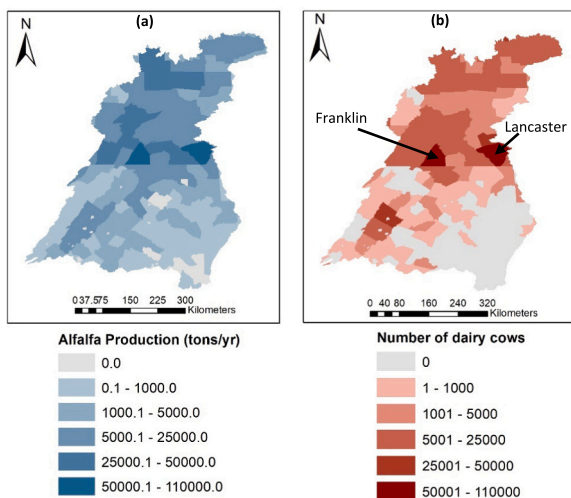 (a)
N
0 37.5 75 150 225 300
Kilometers
Alfalfa Production (tons/yr)
0.0
0.1 - 1000.0
1000.1 - 5000.0
5000.1 - 25000.0
25000.1 - 50000.0
50000.1 - 110000.0
(b)
N
Franklin
Lancaster
0 40 80 160 240 320
Kilometers
Number of dairy cows
0
1 - 1000
1001 - 5000
5001 - 25000
25001 - 50000
50001 - 110000